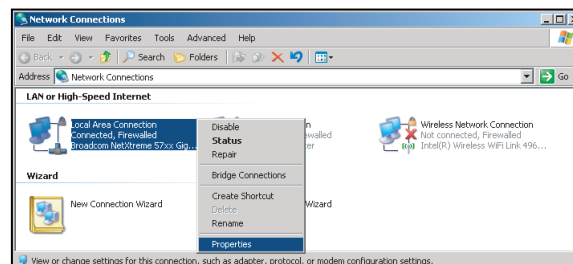 Network Connections
File Edit View Favorites Tools Advanced Help
Back Search Folders
Address Network Connections Go
LAN or High-Speed Internet
Local Area Connection
Connected, Firewalled
Broadcom NetXtreme 57xx Gig...
Wireless Network Connection
Not connected, Firewalled
Intel(R) Wireless WiFi Link 496...
Disable
Status
Repair
Bridge Connections
Create Shortcut
Delete
Rename
Properties
Wizard
New Connection Wizard
Wizard
View or change settings for this connection, such as adapter, protocol, or modem configuration settings.